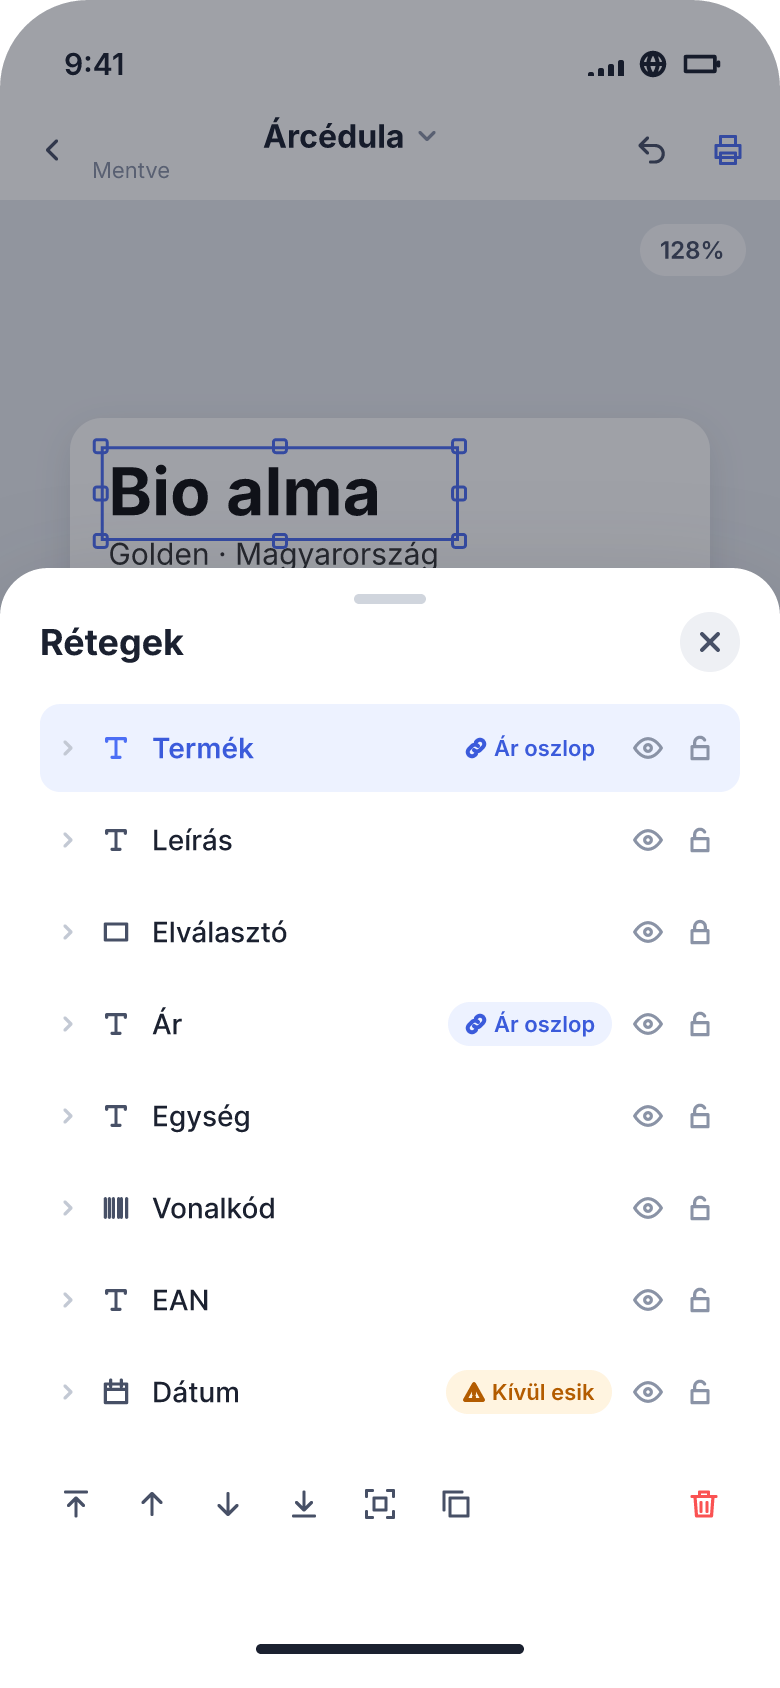 9:41
Árcédula
Mentve
128%
Bio alma
Golden · Magyarország
Rétegek
Termék
Ár oszlop
Leírás
Elválasztó
Ár
Ár oszlop
Egység
Vonalkód
EAN
Dátum
Kívül esik